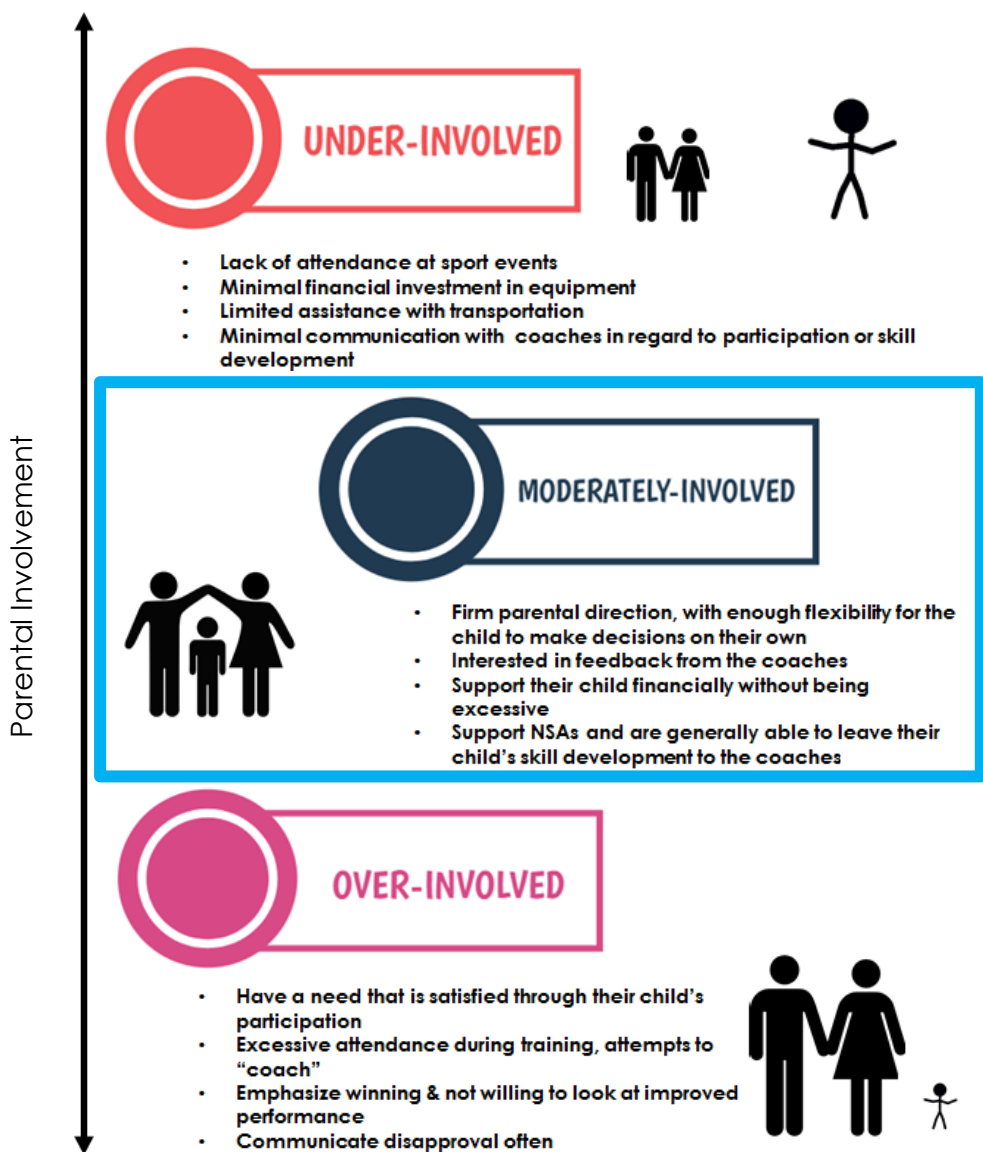 Parental Involvement
UNDER-INVOLVED
• Lack of attendance at sport events
• Minimal financial investment in equipment
• Limited assistance with transportation
• Minimal communication with coaches in regard to participation or skill
development
MODERATELY-INVOLVED
• Firm parental direction, with enough flexibility for the
child to make decisions on their own
• Interested in feedback from the coaches
• Support their child financially without being
excessive
• Support NSAs and are generally able to leave their
child's skill development to the coaches
OVER-INVOLVED
• Have a need that is satisfied through their child's
participation
• Excessive attendance during training, attempts to
"coach"
• Emphasize winning & not willing to look at improved
performance
• Communicate disapproval often